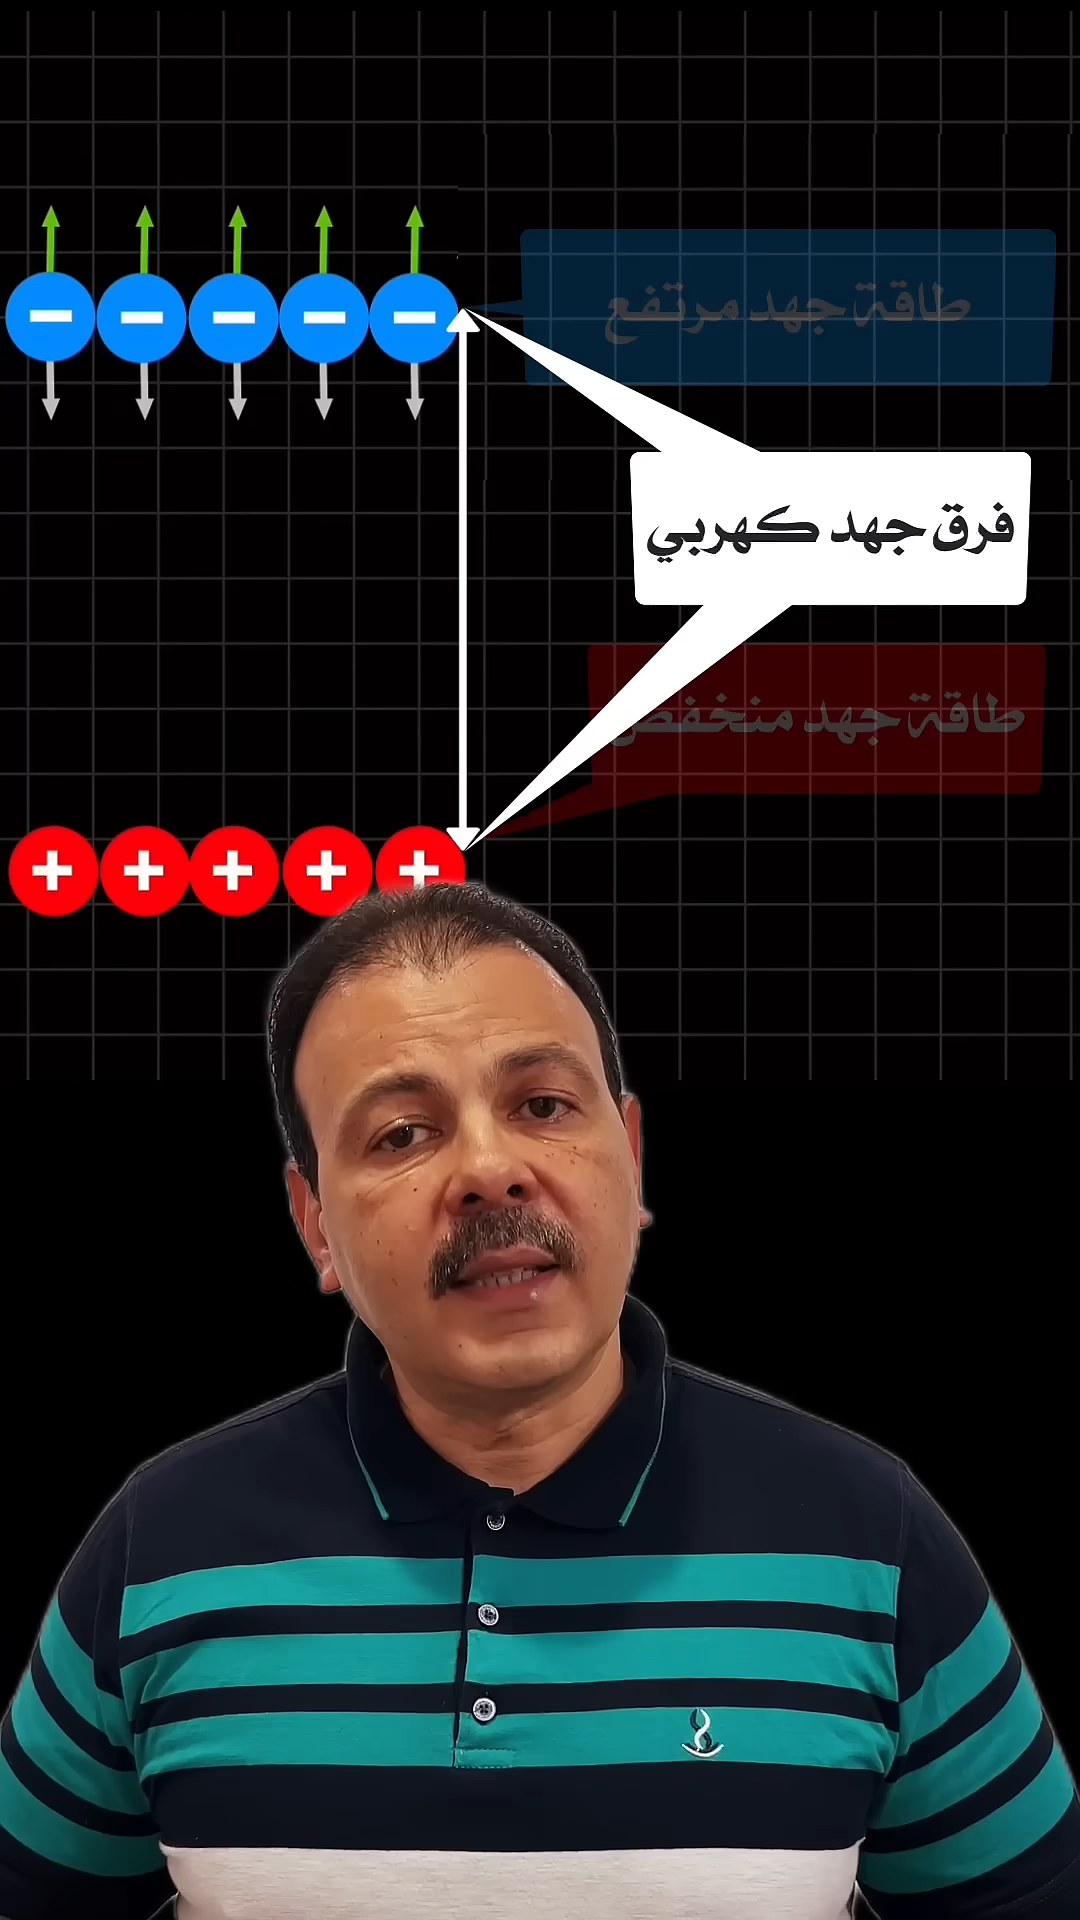 طاقة جهد مرتفع
فرق جهد كهربي
طاقة جهد منخفض